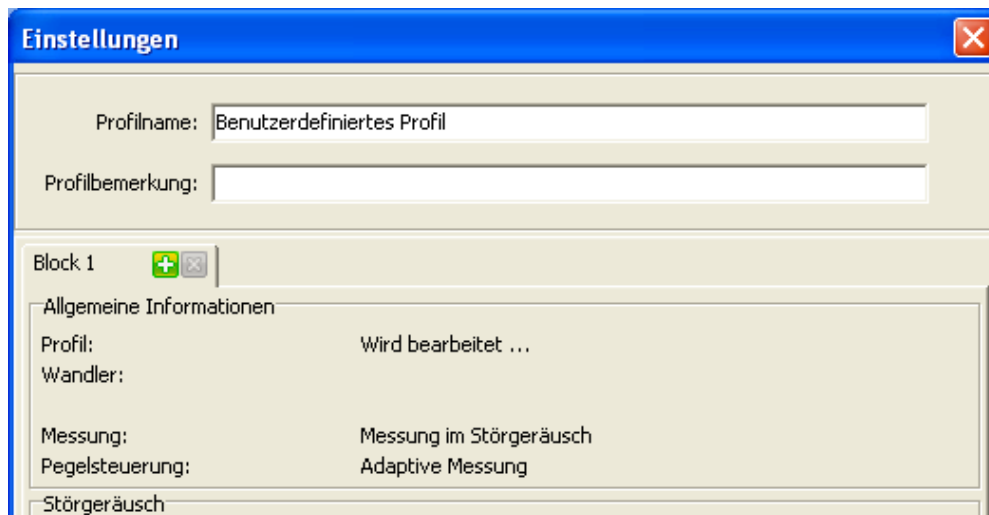 Einstellungen
Profilname: Benutzerdefiniertes Profil
Profilbemerkung:
Block 1
Allgemeine Informationen
Profil: Wird bearbeitet ...
Wandler:
Messung: Messung im Störgeräusch
Pegelsteuerung: Adaptive Messung
Störgeräusch